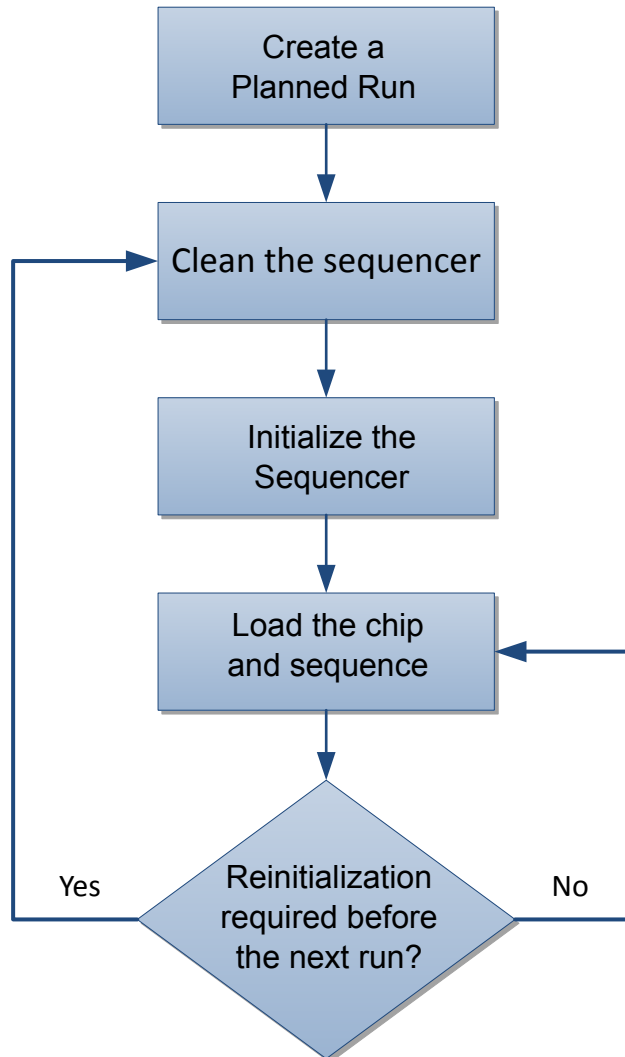 Create a
Planned Run
Clean the sequencer
Initialize the
Sequencer
Load the chip
and sequence
Yes
Reinitialization
required before
the next run?
No